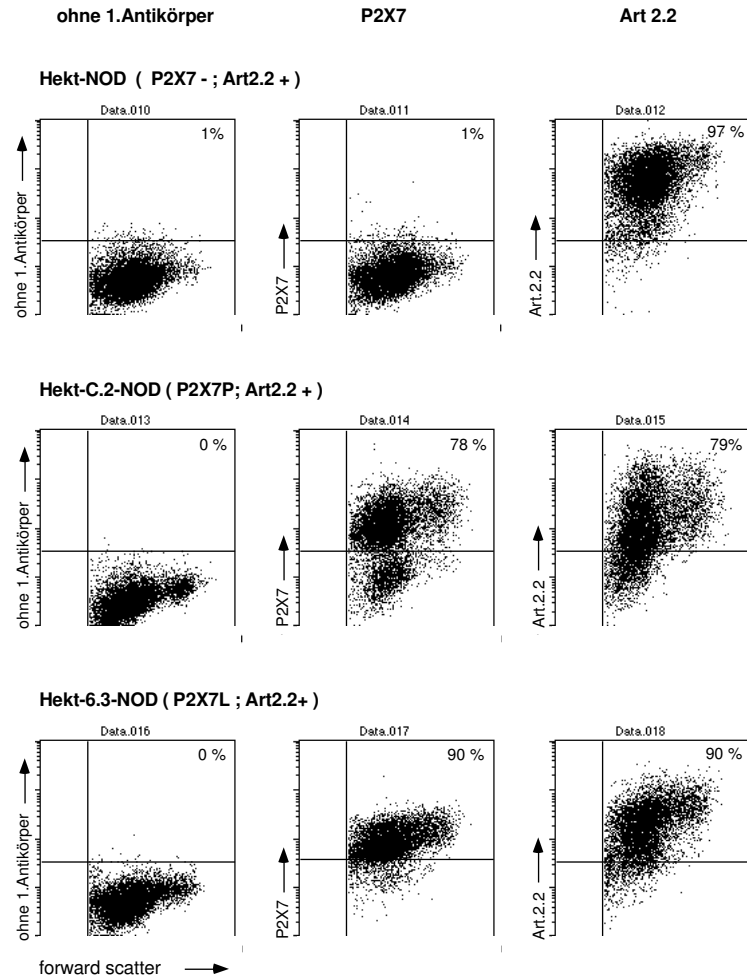 ohne 1.Antikörper P2X7 Art 2.2
Hekt-NOD ( P2X7 - ; Art2.2 + )
Data.010 Data.011 Data.012
1% 1% 97 %
ohne 1.Antikörper P2X7 Art.2.2
Hekt-C.2-NOD ( P2X7P; Art2.2 + )
Data.013 Data.014 Data.015
0 % 78 % 79%
ohne 1.Antikörper P2X7 Art.2.2
Hekt-6.3-NOD ( P2X7L ; Art2.2+ )
Data.016 Data.017 Data.018
0 % 90 % 90 %
ohne 1.Antikörper P2X7 Art.2.2
forward scatter